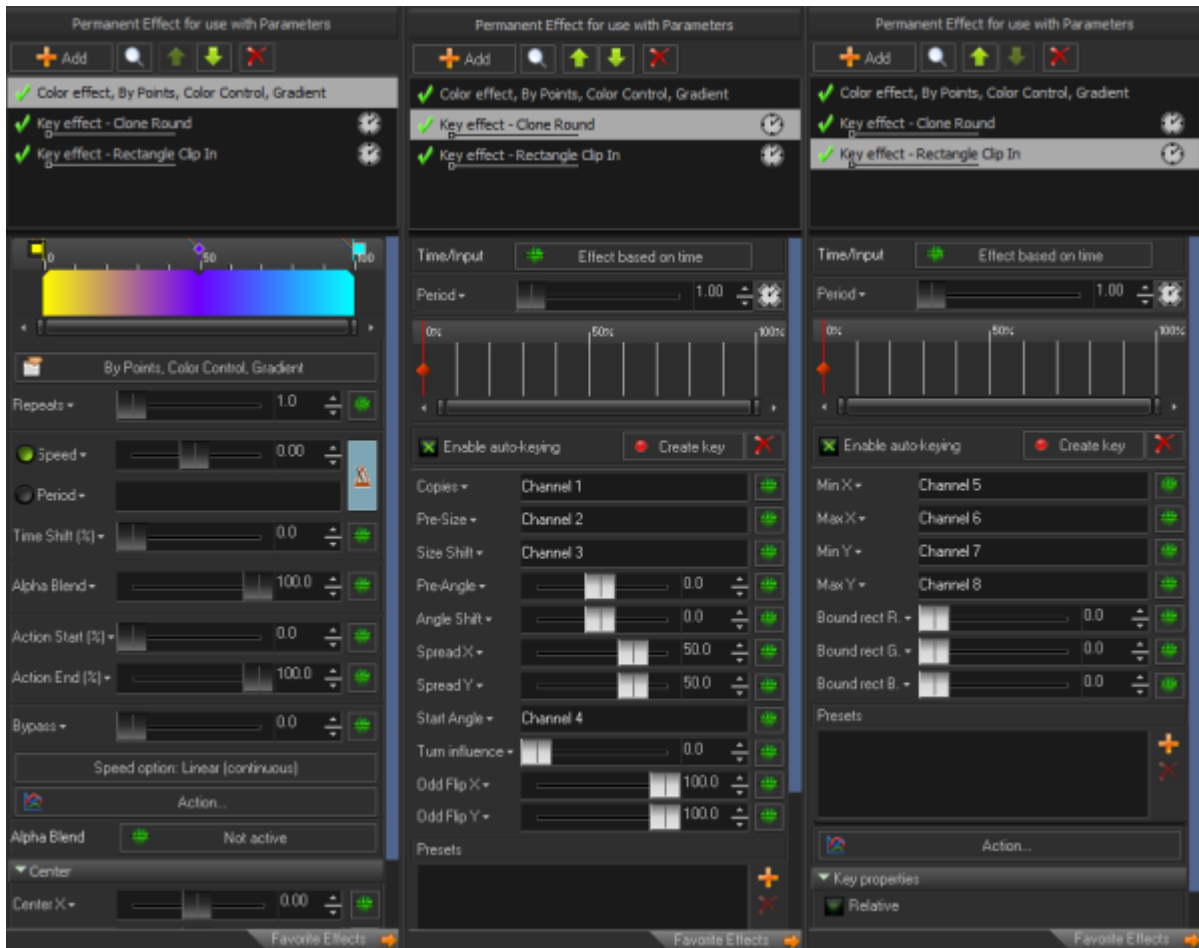 Permanent Effect for use with Parameters
Add
Color effect, By Points, Color Control, Gradient
Key effect - Clone Round
Key effect - Rectangle Clip In
0
50
100
By Points, Color Control, Gradient
Repeats 1.0
Speed 0.00
Period
Time Shift (%) 0.0
Alpha Blend 100.0
Action Start (%) 0.0
Action End (%) 100.0
Bypass 0.0
Speed option: Linear (continuous)
Action...
Alpha Blend Not active
Center
Center X 0.00
Favorite Effects
Permanent Effect for use with Parameters
Add
Color effect, By Points, Color Control, Gradient
Key effect - Clone Round
Key effect - Rectangle Clip In
Time/Input Effect based on time
Period 1.00
0% 50% 100%
Enable auto-keying Create key
Copies Channel 1
Pre-Size Channel 2
Size Shift Channel 3
Pre-Angle 0.0
Angle Shift 0.0
Spread X 50.0
Spread Y 50.0
Start Angle Channel 4
Turn influence 0.0
Odd Flip X 100.0
Odd Flip Y 100.0
Presets
Favorite Effects
Permanent Effect for use with Parameters
Add
Color effect, By Points, Color Control, Gradient
Key effect - Clone Round
Key effect - Rectangle Clip In
Time/Input Effect based on time
Period 1.00
0% 50% 100%
Enable auto-keying Create key
Min X Channel 5
Max X Channel 6
Min Y Channel 7
Max Y Channel 8
Bound rect R. 0.0
Bound rect G. 0.0
Bound rect B. 0.0
Presets
Action...
Key properties
Relative
Favorite Effects